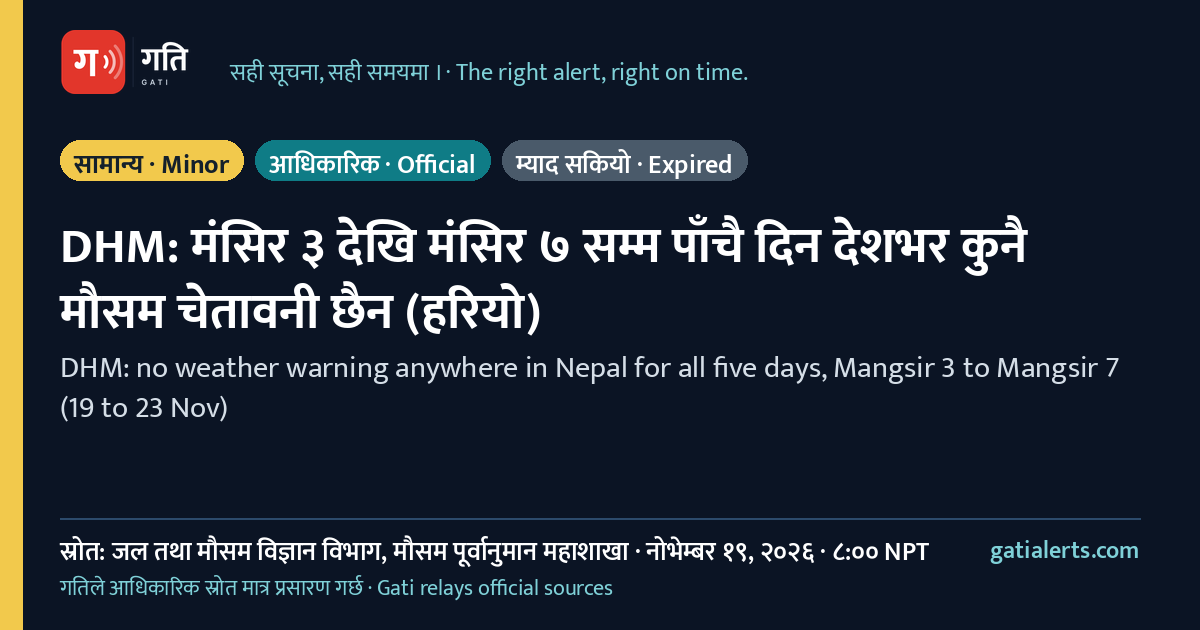 ग
गति
GATI
सही सूचना, सही समयमा । · The right alert, right on time.
सामान्य · Minor
आधिकारिक · Official
म्याद सकियो · Expired
DHM: मंसिर ३ देखि मंसिर ७ सम्म पाँचै दिन देशभर कुनै
मौसम चेतावनी छैन (हरियो)
DHM: no weather warning anywhere in Nepal for all five days, Mangsir 3 to Mangsir 7
(19 to 23 Nov)
स्रोत: जल तथा मौसम विज्ञान विभाग, मौसम पूर्वानुमान महाशाखा · नोभेम्बर १९, २०२६ · ८:०० NPT
gatialerts.com
गतिले आधिकारिक स्रोत मात्र प्रसारण गर्छ · Gati relays official sources